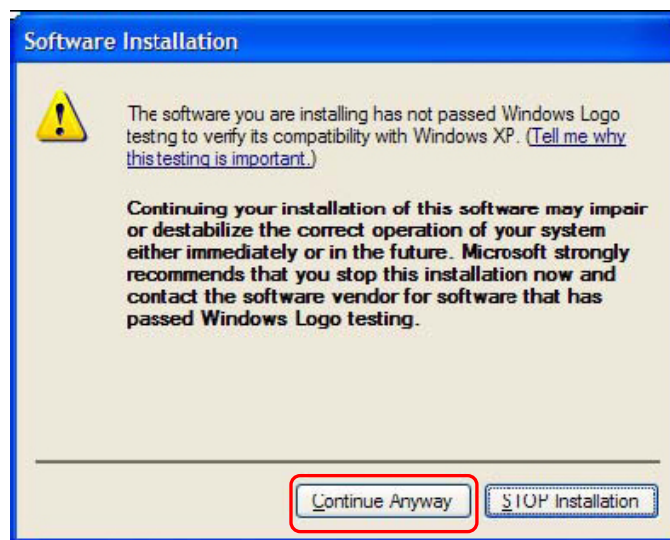 Software Installation
The software you are installing has not passed Windows Logo
testng to verify its compatibility with Windows XP. (Tell me why
this testing is important.)
Continuing your installation of this software may impair
or destabilize the correct operation of your system
either immediately or in the future. Microsoft strongly
recommends that you stop this installation now and
contact the software vendor for software that has
passed Windows Logo testing.
Continue Anyway
STOP Installation